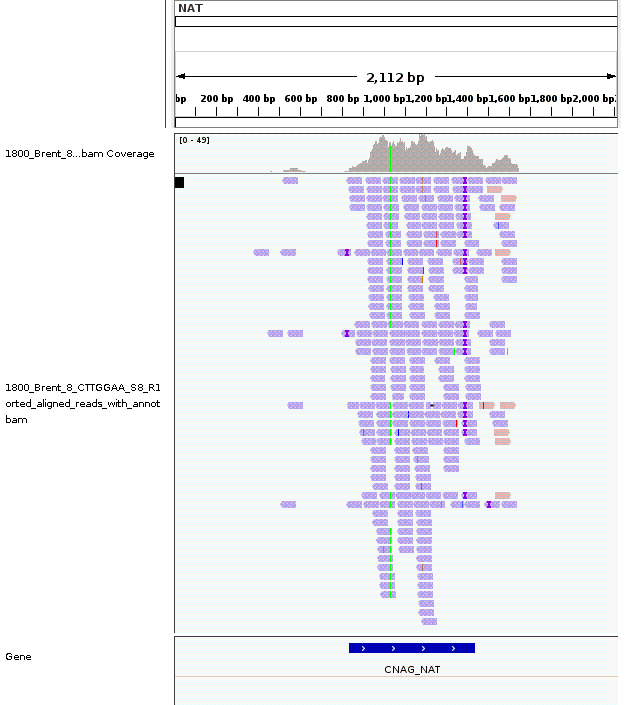 NAT
2,112 bp
bp 200 bp 400 bp 600 bp 800 bp 1,000 bp 1,200 bp 1,400 bp 1,600 bp 1,800 bp 2,000 bp 2
[0 - 49]
1800_Brent_8...bam Coverage
1800_Brent_8_CTTGGAA_S8_R1
orted_aligned_reads_with_annot
bam
Gene
CNAG_NAT